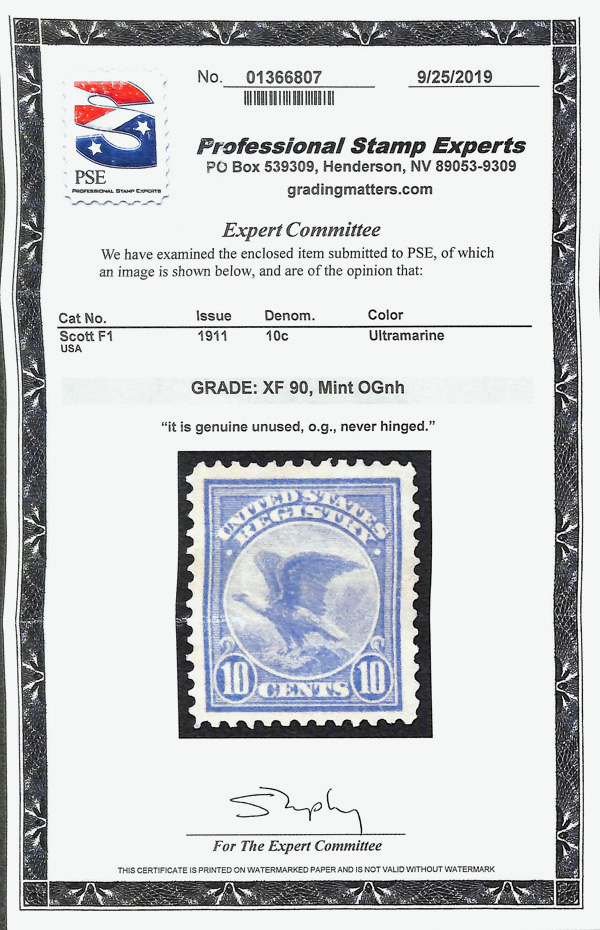 No. 01366807 9/25/2019
PSE
PROFESSIONAL STAMP EXPERTS
Professional Stamp Experts
PO Box 539309, Henderson, NV 89053-9309
gradingmatters.com
Expert Committee
We have examined the enclosed item submitted to PSE, of which
an image is shown below, and are of the opinion that:
Cat No. Issue Denom. Color
Scott F1 1911 10c Ultramarine
USA
GRADE: XF 90, Mint OGnh
“it is genuine unused, o.g., never hinged.”
UNITED STATES
REGISTRY
10 CENTS 10
For The Expert Committee
THIS CERTIFICATE IS PRINTED ON WATERMARKED PAPER AND IS NOT VALID WITHOUT WATERMARK